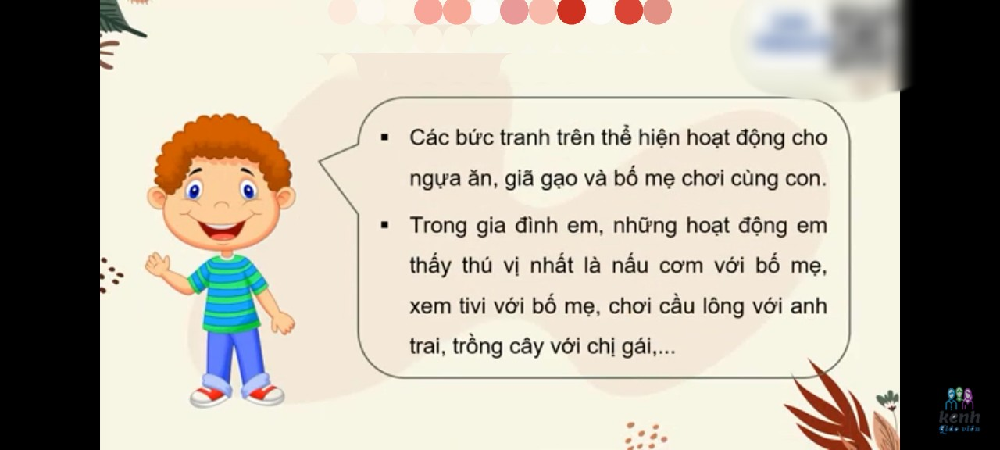 Các bức tranh trên thể hiện hoạt động cho
ngựa ăn, giã gạo và bố mẹ chơi cùng con.
Trong gia đình em, những hoạt động em
thấy thú vị nhất là nấu cơm với bố mẹ,
xem tivi với bố mẹ, chơi cầu lông với anh
trai, trồng cây với chị gái,...
kenh
Giáo viên